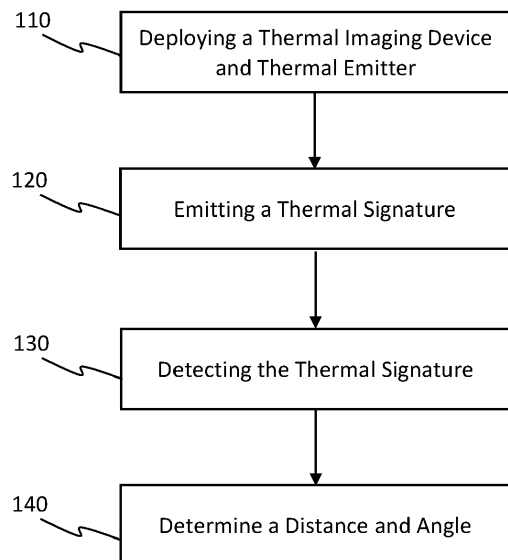 110
Deploying a Thermal Imaging Device
and Thermal Emitter
120
Emitting a Thermal Signature
130
Detecting the Thermal Signature
140
Determine a Distance and Angle